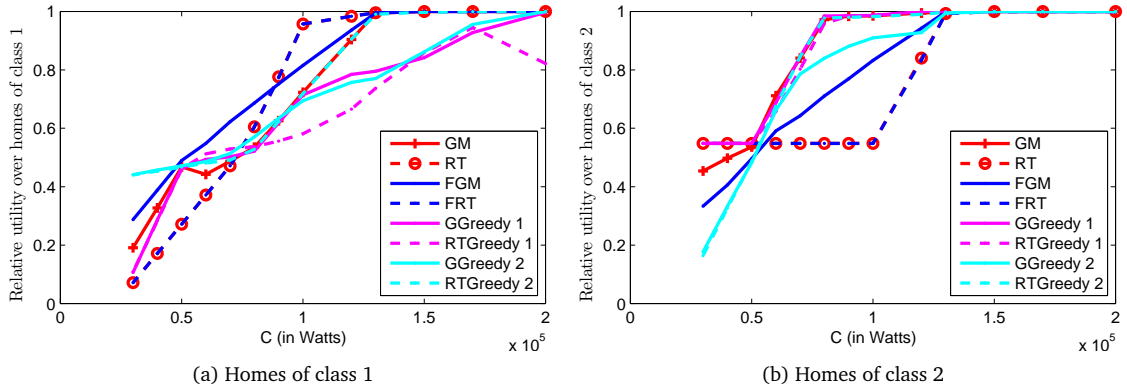 Relative utility over homes of class 1
1
0.8
0.6
0.4
0.2
0
0 0.5 1 1.5 2
C (in Watts)
x 10^5
GM
RT
FGM
FRT
GGreedy 1
RTGreedy 1
GGreedy 2
RTGreedy 2
(a) Homes of class 1
Relative utility over homes of class 2
1
0.8
0.6
0.4
0.2
0
0 0.5 1 1.5 2
C (in Watts)
x 10^5
GM
RT
FGM
FRT
GGreedy 1
RTGreedy 1
GGreedy 2
RTGreedy 2
(b) Homes of class 2